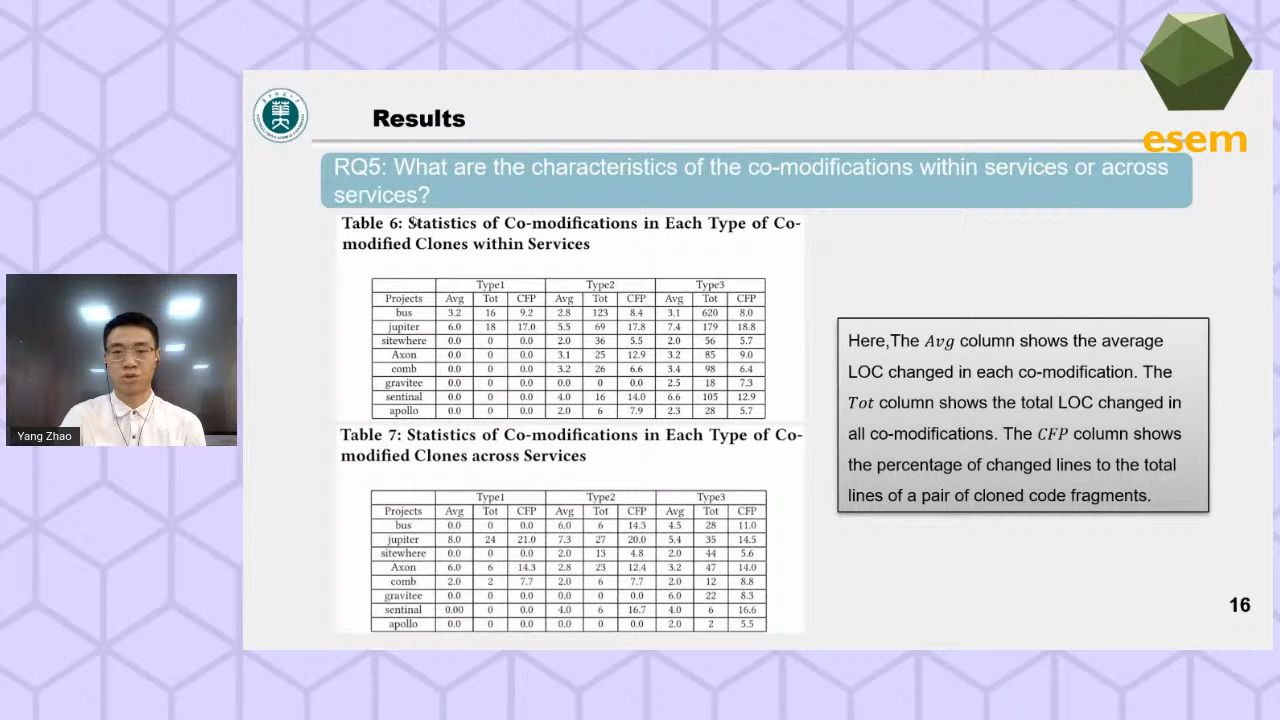 esem
Results
RQ5: What are the characteristics of the co-modifications within services or across
services?
Table 6: Statistics of Co-modifications in Each Type of Co-
modified Clones within Services
Type1 Type2 Type3
Projects Avg Tot CFP Avg Tot CFP Avg Tot CFP
bus 3.2 16 9.2 2.8 123 8.4 3.1 620 8.0
jupiter 6.0 18 17.0 5.5 69 17.8 7.4 179 18.8
sitewhere 0.0 0 0.0 2.0 36 5.5 2.0 56 5.7
Axon 0.0 0 0.0 3.1 25 12.9 3.2 85 9.0
comb 0.0 0 0.0 3.2 26 6.6 3.4 98 6.4
gravitee 0.0 0 0.0 0.0 0 0.0 2.5 18 7.3
sentinal 0.0 0 0.0 4.0 16 14.0 6.6 105 12.9
apollo 0.0 0 0.0 2.0 6 7.9 2.3 28 5.7
Table 7: Statistics of Co-modifications in Each Type of Co-
modified Clones across Services
Type1 Type2 Type3
Projects Avg Tot CFP Avg Tot CFP Avg Tot CFP
bus 0.0 0 0.0 6.0 6 14.3 4.5 28 11.0
jupiter 8.0 24 21.0 7.3 27 20.0 5.4 35 14.5
sitewhere 0.0 0 0.0 2.0 13 4.8 2.0 44 5.6
Axon 6.0 6 14.3 2.8 23 12.4 3.2 47 14.0
comb 2.0 2 7.7 2.0 6 7.7 2.0 12 8.8
gravitee 0.0 0 0.0 0.0 0 0.0 6.0 22 8.3
sentinal 0.00 0 0.0 4.0 6 16.7 4.0 6 16.6
apollo 0.0 0 0.0 0.0 0 0.0 2.0 2 5.5
Here,The Avg column shows the average
LOC changed in each co-modification. The
Tot column shows the total LOC changed in
all co-modifications. The CFP column shows
the percentage of changed lines to the total
lines of a pair of cloned code fragments.
Yang Zhao
16